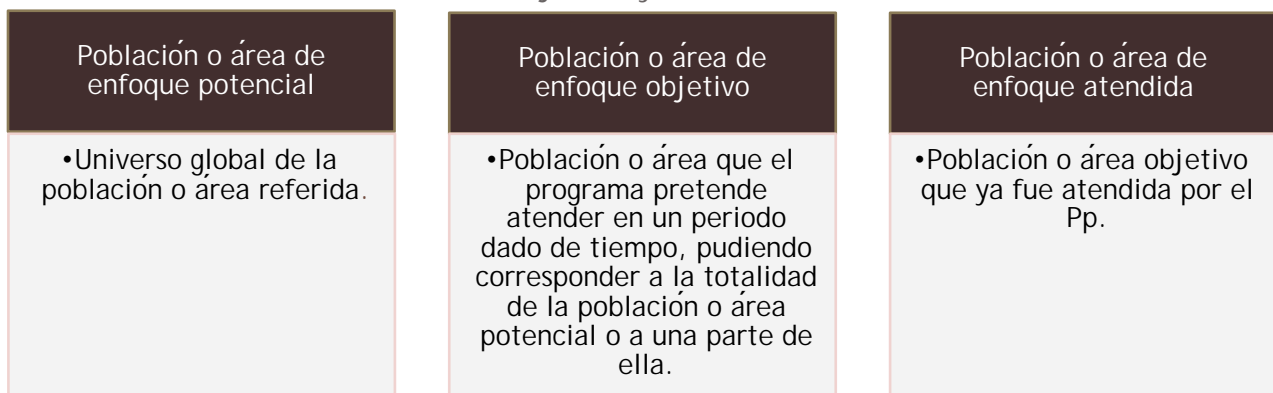 Población o área de
enfoque potencial
•Universo global de la
población o área referida.
Población o área de
enfoque objetivo
•Población o área que el
programa pretende
atender en un periodo
dado de tiempo, pudiendo
corresponder a la totalidad
de la población o área
potencial o a una parte de
ella.
Población o área de
enfoque atendida
•Población o área objetivo
que ya fue atendida por el
Pp.